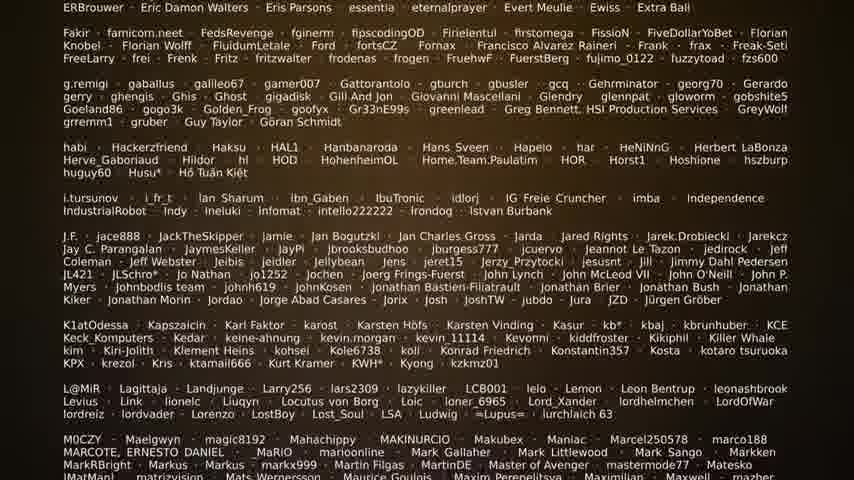 ERBrouwer · Eric Damon Walters · Eris Parsons · essentia · eternalprayer · Evert Meulie · Ewiss · Extra Ball
Fakir · famicom.neet · FedsRevenge · fginerm · fipscodingOD · Firielentul · firstomega · FissioN · FiveDollarYoBet · Florian
Knobel · Florian Wolff · FluidumLetale · Ford · fortsCZ · Fornax · Francisco Alvarez Raineri · Frank · frax · Freak-Seti
FreeLarry · frei · Frenk · Fritz · fritzwalter · frodenas · frogen · FruehwF · FuerstBerg · fujimo_0122 · fuzzytoad · fzs600
g.remigi · gaballus · galileo67 · gamer007 · Gattorantolo · gburch · gbusler · gcq · Gehrminator · georg70 · Gerardo
gerry · ghengis · Ghis · Ghost · gigadisk · Gill And Jon · Giovanni Mascellani · Glendry · glennpat · gloworm · gobshite5
Goeland86 · gogo3k · Golden_Frog · goofyx · Gr33nE99s · greenlead · Greg Bennett, HSI Production Services · GreyWolf
grremm1 · gruber · Guy Taylor · Göran Schmidt
habi · Hackerzfriend · Haksu · HAL1 · Hanbanaroda · Hans Sveen · Hapelo · har · HeNiNnG · Herbert LaBonza
Herve_Gaboriaud · Hildor · hl · HOD · HohenheimOL · Home.Team.Paulatim · HOR · Horst1 · Hoshione · hszburp
huguy60 · Husu* · Hồ Tuấn Kiệt
i.tursunov · i_fr_t · Ian Sharum · ibn_Gaben · IbuTronic · idlorj · IG Freie Cruncher · imba · Independence
IndustrialRobot · Indy · Ineluki · Infomat · intello222222 · irondog · Istvan Burbank
J.F. · jace888 · JackTheSkipper · Jamie · Jan Bogutzki · Jan Charles Gross · Jarda · Jared Rights · Jarek.Drobiecki · Jarekcz
Jay C. Parangalan · JaymesKeller · JayPi · Jbrooksbudhoo · Jburgess777 · jcuervo · Jeannot Le Tazon · jedirock · Jeff
Coleman · Jeff Webster · Jeibis · jeidler · Jellybean · Jens · jeret15 · Jerzy_Przytocki · jesusnt · Jill · Jimmy Dahl Pedersen
JL421 · JLSchro* · Jo Nathan · jo1252 · Jochen · Joerg Frings-Fuerst · John Lynch · John McLeod VII · John O'Neill · John P.
Myers · Johnbodlis team · johnh619 · JohnKosen · Jonathan Bastien-Filiatrault · Jonathan Brier · Jonathan Bush · Jonathan
Kiker · Jonathan Morin · Jordao · Jorge Abad Casares · Jorix · Josh · JoshTW · jubdo · Jura · JZD · Jürgen Gröber
K1atOdessa · Kapszaicin · Karl Faktor · karost · Karsten Höfs · Karsten Vinding · Kasur · kb* · kbaj · kbrunhuber · KCE
Keck_Komputers · Kedar · keine-ahnung · kevin.morgan · kevin_11114 · Kevonni · kiddfroster · Kikiphil · Killer Whale
kim · Kiri-Jolith · Klement Heins · kohsei · Kole6738 · koli · Konrad Friedrich · Konstantin357 · Kosta · kotaro tsuruoka
KPX · krezol · Kris · ktamail666 · Kurt Kramer · KWH* · Kyong · kzkmz01
L@MiR · Lagittaja · Landjunge · Larry256 · lars2309 · lazykiller · LCB001 · lelo · Lemon · Leon Bentrup · leonashbrook
Levius · Link · lionelc · Liuqyn · Locutus von Borg · Loic · loner_6965 · Lord_Xander · lordhelmchen · LordOfWar
lordreiz · lordvader · Lorenzo · LostBoy · Lost_Soul · LSA · Ludwig · =Lupus= · lurchlaich 63
M0CZY · Maelgwyn · magic8192 · Mahachippy · MAKINURCIO · Makubex · Maniac · Marcel250578 · marco188
MARCOTE, ERNESTO DANIEL · _MaRIO · marioonline · Mark Gallaher · Mark Littlewood · Mark Sango · Märkken
MarkRBright · Markus · Markus · markx999 · Martin Filgas · MartinDE · Master of Avenger · mastermode77 · Matesko
[MatMan] · matrizvision · Mats Wernersson · Maurice Goulois · Maxim Perepelitsya · Maximilian · Maxwell · mazher